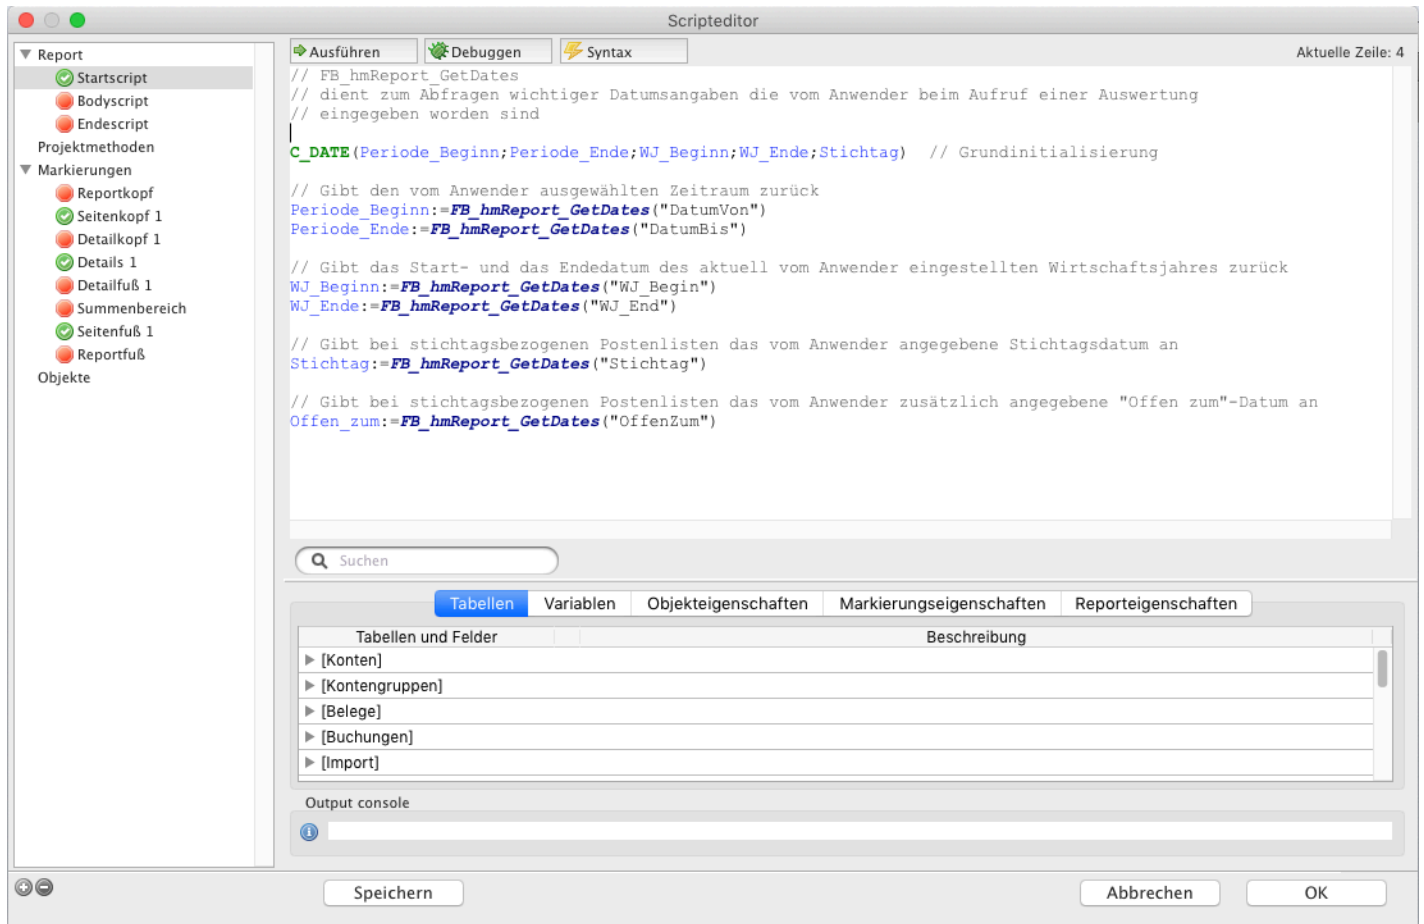 Scripteditor
Report
Startscript
Bodyscript
Endescript
Projektmethoden
Markierungen
Reportkopf
Seitenkopf 1
Detailkopf 1
Details 1
Detailfuß 1
Summenbereich
Seitenfuß 1
Reportfuß
Objekte
Ausführen
Debuggen
Syntax
Aktuelle Zeile: 4
// FB_hmReport_GetDates
// dient zum Abfragen wichtiger Datumsangaben die vom Anwender beim Aufruf einer Auswertung
// eingegeben worden sind
C_DATE(Periode_Beginn;Periode_Ende;WJ_Beginn;WJ_Ende;Stichtag)  // Grundinitialisierung
// Gibt den vom Anwender ausgewählten Zeitraum zurück
Periode_Beginn:=FB_hmReport_GetDates("DatumVon")
Periode_Ende:=FB_hmReport_GetDates("DatumBis")
// Gibt das Start- und das Endedatum des aktuell vom Anwender eingestellten Wirtschaftsjahres zurück
WJ_Beginn:=FB_hmReport_GetDates("WJ_Begin")
WJ_Ende:=FB_hmReport_GetDates("WJ_End")
// Gibt bei stichtagsbezogenen Postenlisten das vom Anwender angegebene Stichtagsdatum an
Stichtag:=FB_hmReport_GetDates("Stichtag")
// Gibt bei stichtagsbezogenen Postenlisten das vom Anwender zusätzlich angegebene "Offen zum"-Datum an
Offen_zum:=FB_hmReport_GetDates("OffenZum")
Suchen
Tabellen
Variablen
Objekteigenschaften
Markierungseigenschaften
Reporteigenschaften
Tabellen und Felder
Beschreibung
[Konten]
[Kontengruppen]
[Belege]
[Buchungen]
[Import]
Output console
Speichern
Abbrechen
OK